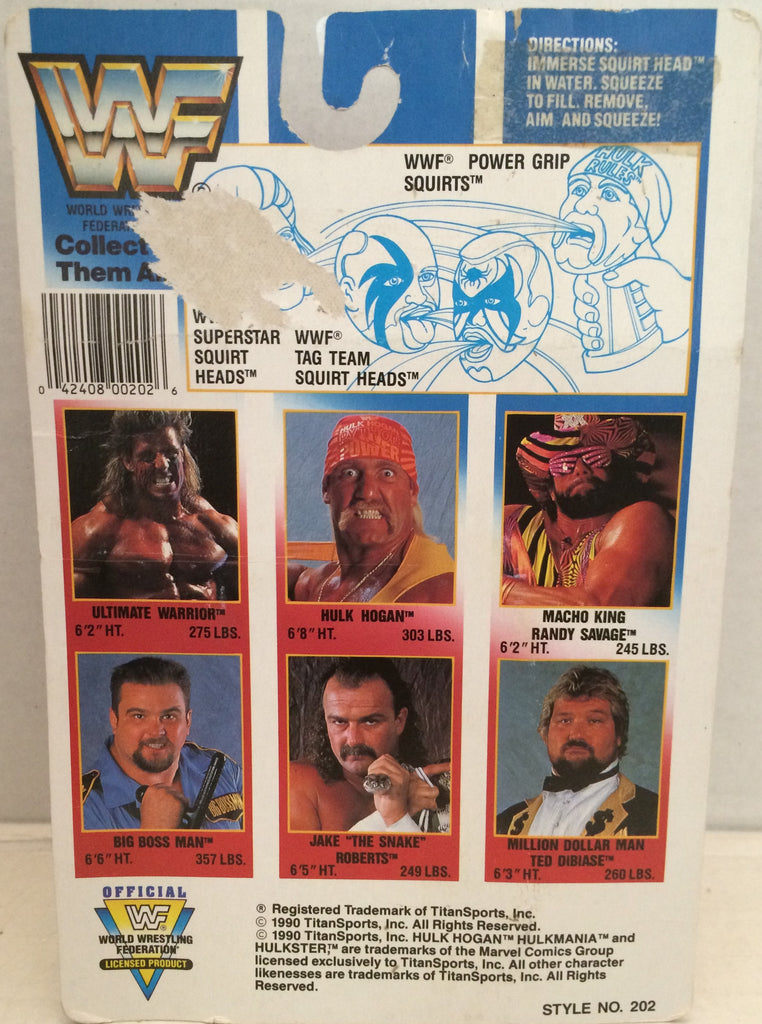 WWF
WORLD
FEDERA
Collect
Them A
0 42408 00202 6
DIRECTIONS:
IMMERSE SQUIRT HEAD™
IN WATER. SQUEEZE
TO FILL. REMOVE,
AIM AND SQUEEZE!
WWF® POWER GRIP
SQUIRTS™
HULK
RULES™
SUPERSTAR
SQUIRT
HEADS™
WWF®
TAG TEAM
SQUIRT HEADS™
ULTIMATE WARRIOR™
6'2" HT. 275 LBS.
HULK HOGAN™
6'8" HT. 303 LBS.
MACHO KING
RANDY SAVAGE™
6'2" HT. 245 LBS.
BIG BOSS MAN™
6'6" HT. 357 LBS.
JAKE "THE SNAKE"
ROBERTS™
6'5" HT. 249 LBS.
MILLION DOLLAR MAN
TED DIBIASE™
6'3" HT. 260 LBS.
OFFICIAL
WF
WORLD WRESTLING
FEDERATION®
LICENSED PRODUCT
® Registered Trademark of TitanSports, Inc.
© 1990 TitanSports, Inc. All Rights Reserved.
© 1990 TitanSports, Inc. HULK HOGAN™ HULKMANIA™ and
HULKSTER,™ are trademarks of the Marvel Comics Group
licensed exclusively to TitanSports, Inc. All other character
likenesses are trademarks of TitanSports, Inc. All Rights
Reserved.
STYLE NO. 202